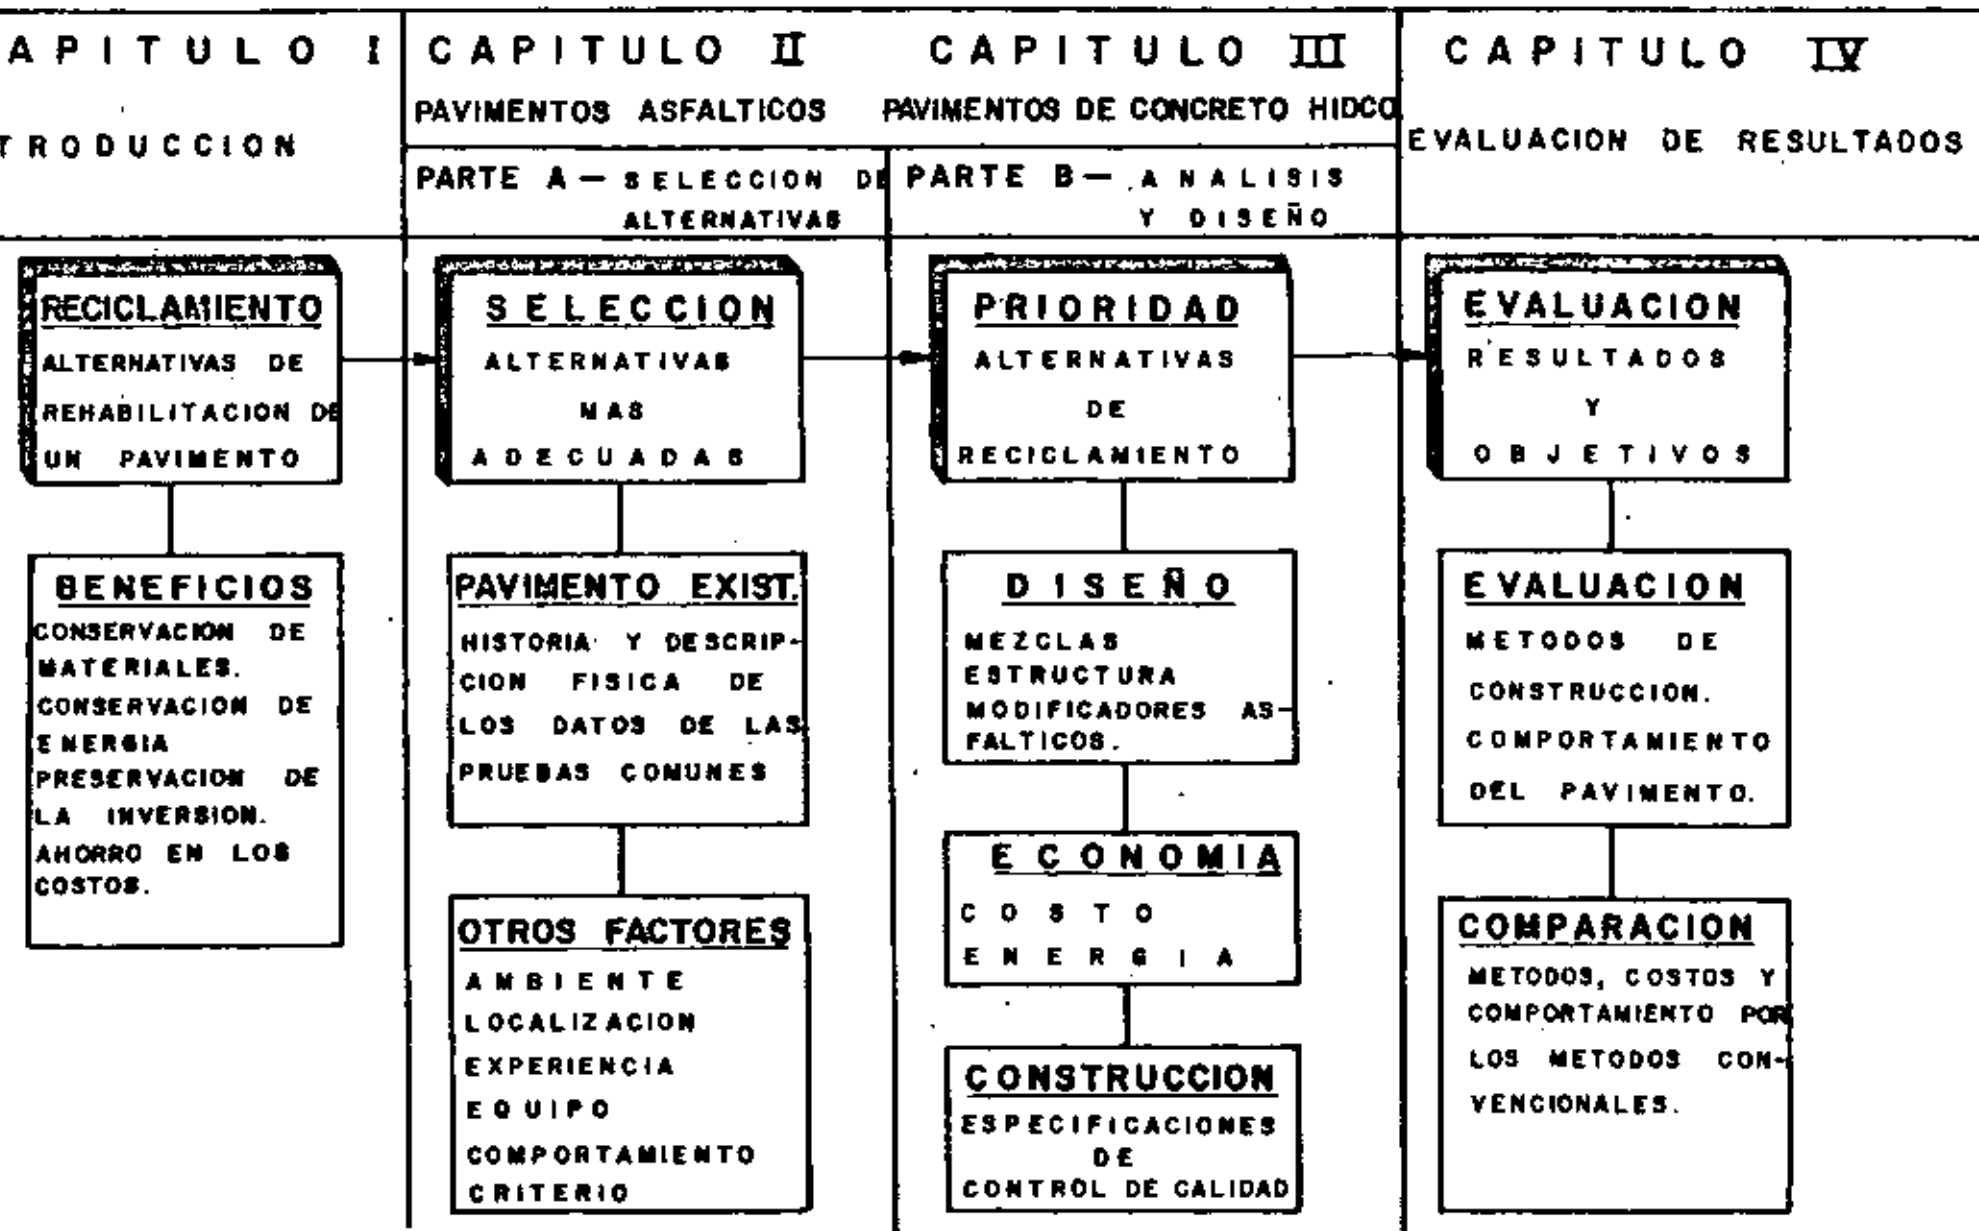 APITULO I
TRODUCCION
CAPITULO II
PAVIMENTOS ASFALTICOS
CAPITULO III
PAVIMENTOS DE CONCRETO HIDCO
PARTE A — SELECCION DE
ALTERNATIVAS
PARTE B — ANALISIS
Y DISEÑO
CAPITULO IV
EVALUACION DE RESULTADOS
RECICLAMIENTO
ALTERNATIVAS DE
REHABILITACION DE
UN PAVIMENTO
BENEFICIOS
CONSERVACION DE
MATERIALES.
CONSERVACION DE
ENERGIA
PRESERVACION DE
LA INVERSION.
AHORRO EN LOS
COSTOS.
SELECCION
ALTERNATIVAS
MAS
ADECUADAS
PAVIMENTO EXIST.
HISTORIA Y DESCRIP-
CION FISICA DE
LOS DATOS DE LAS
PRUEBAS COMUNES
OTROS FACTORES
AMBIENTE
LOCALIZACION
EXPERIENCIA
EQUIPO
COMPORTAMIENTO
CRITERIO
PRIORIDAD
ALTERNATIVAS
DE
RECICLAMIENTO
DISEÑO
MEZCLAS
ESTRUCTURA
MODIFICADORES AS-
FALTICOS.
ECONOMIA
COSTO
ENERGIA
CONSTRUCCION
ESPECIFICACIONES
DE
CONTROL DE CALIDAD
EVALUACION
RESULTADOS
Y
OBJETIVOS
EVALUACION
METODOS DE
CONSTRUCCION.
COMPORTAMIENTO
DEL PAVIMENTO.
COMPARACION
METODOS, COSTOS Y
COMPORTAMIENTO POR
LOS METODOS CON-
VENCIONALES.